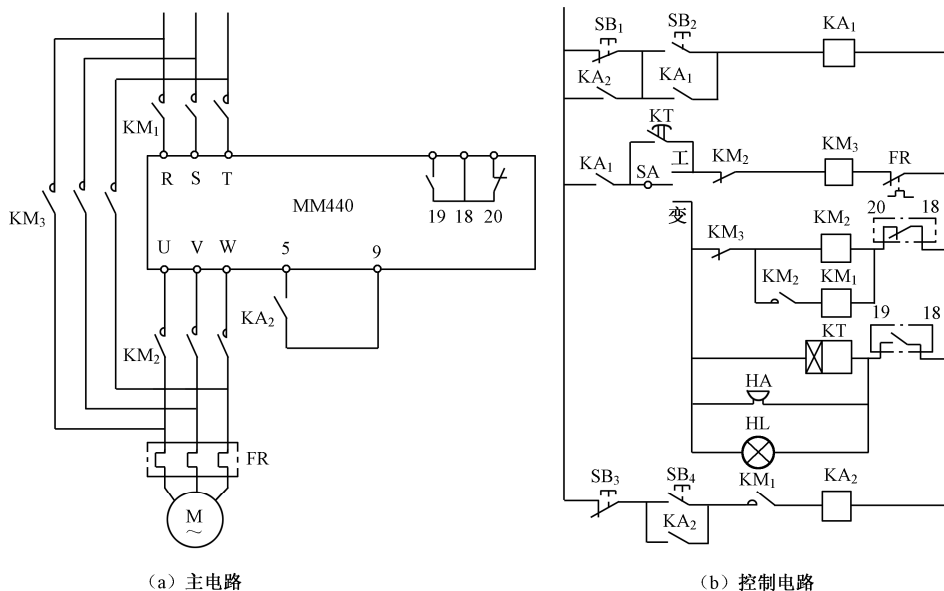 KM₁
R S T
MM440
19 18 20
KM₃
U V W
5 9
KA₂
KM₂
FR
M
~
(a)主电路
SB₁ SB₂ KA₁
KA₂ KA₁
KT
工
KA₁ SA KM₂ KM₃ FR
变
KM₂ 20 18
KM₃
KM₂ KM₁
19 18
KT
HA
HL
SB₃ SB₄ KM₁ KA₂
KA₂
(b)控制电路